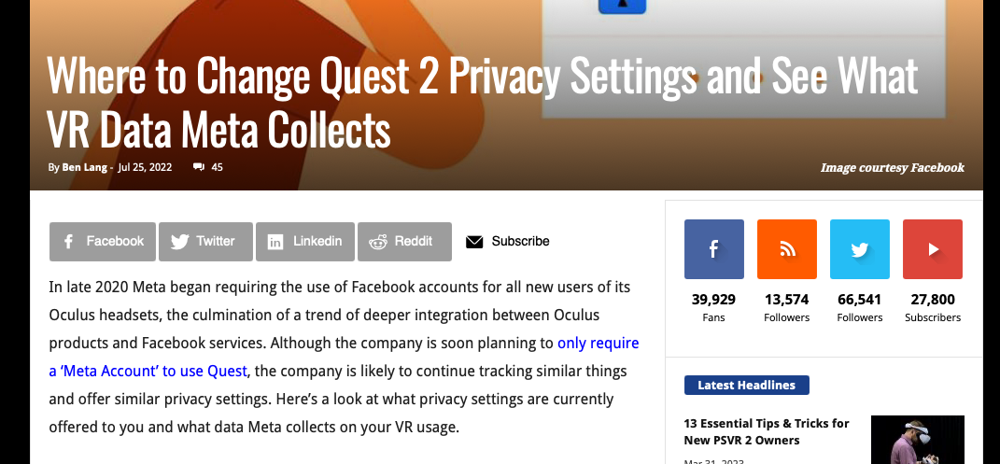 Where to Change Quest 2 Privacy Settings and See What
VR Data Meta Collects
By Ben Lang - Jul 25, 2022 45
Image courtesy Facebook
Facebook Twitter Linkedin Reddit Subscribe
In late 2020 Meta began requiring the use of Facebook accounts for all new users of its
Oculus headsets, the culmination of a trend of deeper integration between Oculus
products and Facebook services. Although the company is soon planning to only require
a ‘Meta Account’ to use Quest, the company is likely to continue tracking similar things
and offer similar privacy settings. Here’s a look at what privacy settings are currently
offered to you and what data Meta collects on your VR usage.
39,929 13,574 66,541 27,800
Fans Followers Followers Subscribers
Latest Headlines
13 Essential Tips & Tricks for
New PSVR 2 Owners
Mar 31, 2023